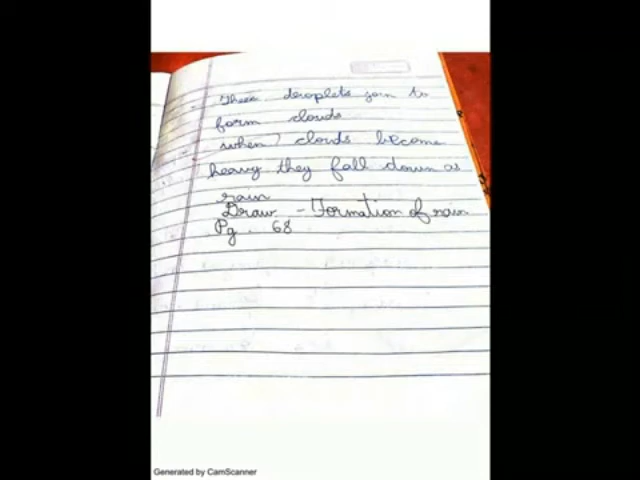 These droplets join to
form clouds
when clouds become
heavy they fall down as
rain
Draw - Formation of rain
Pg. 68
Generated by CamScanner